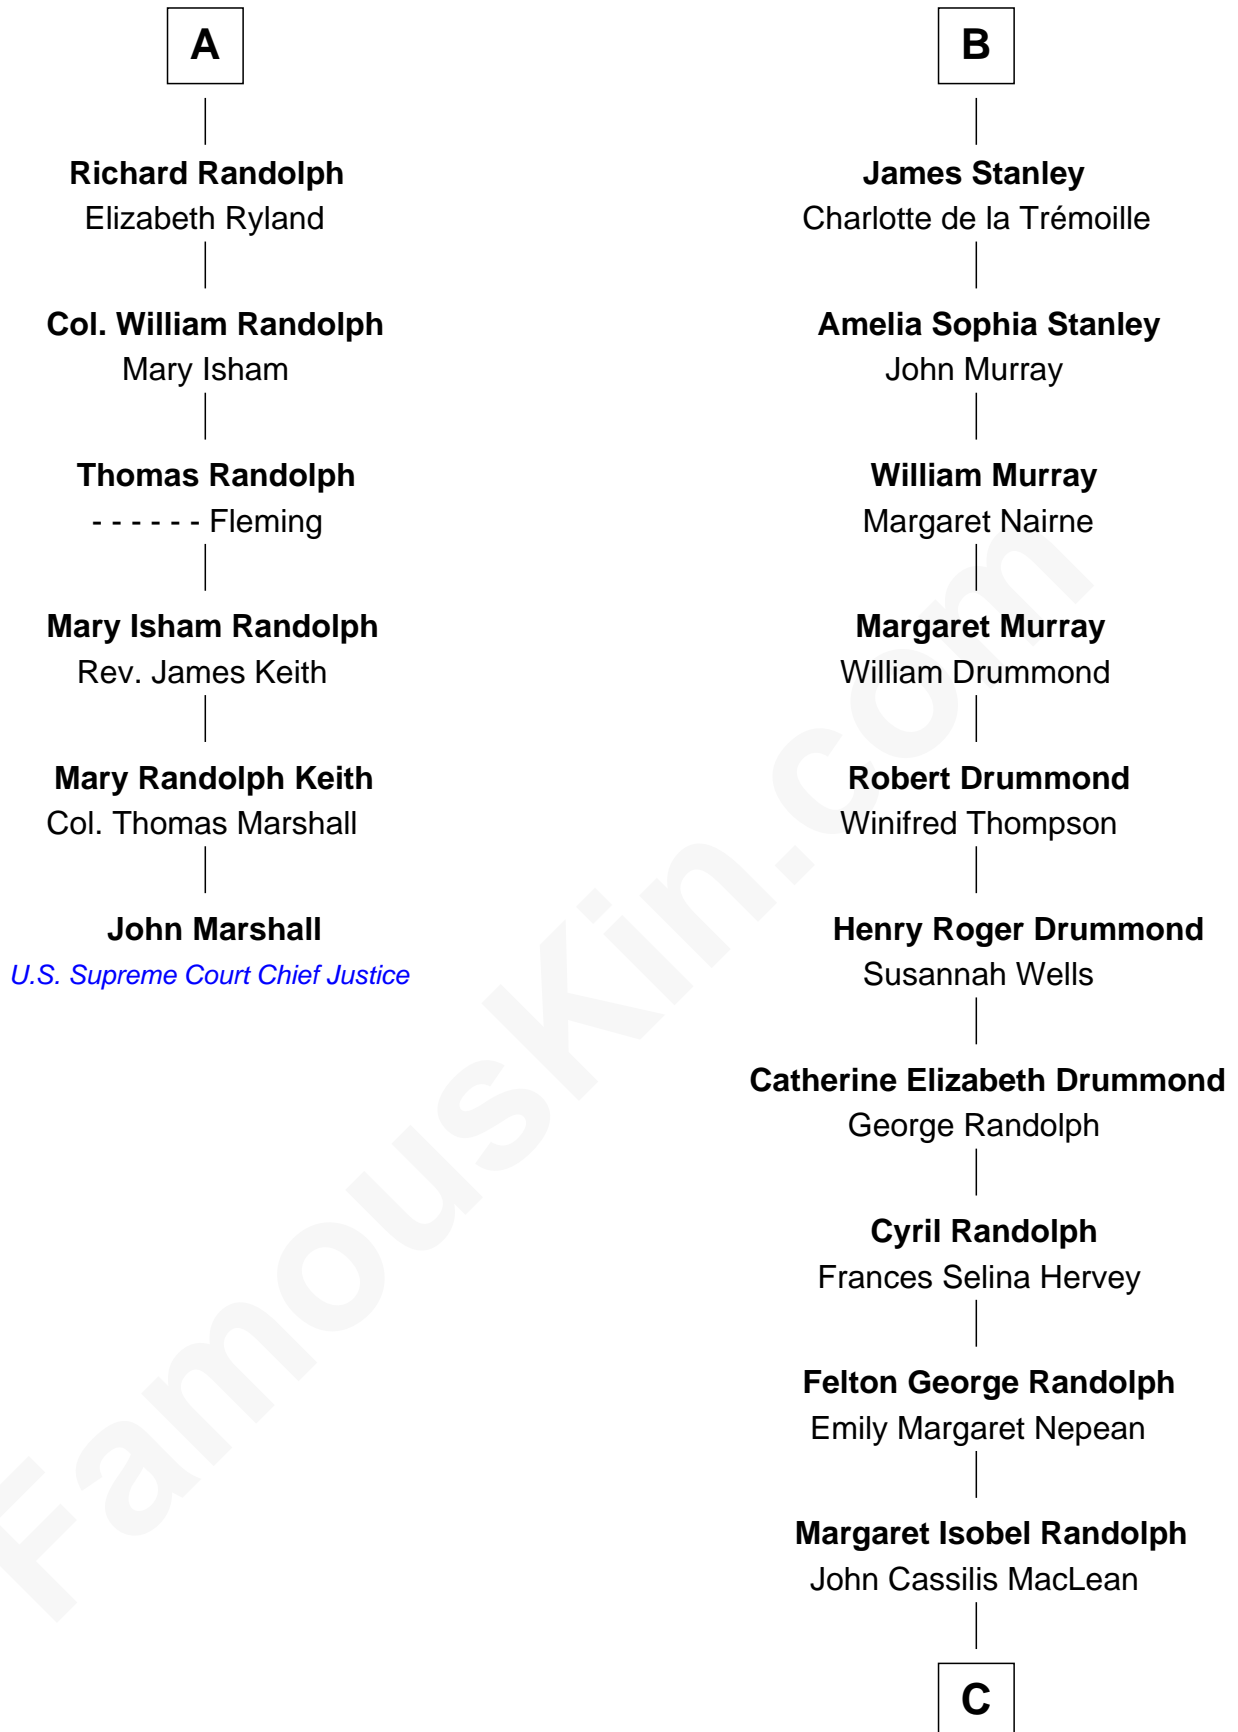 A
Richard Randolph
Elizabeth Ryland
Col. William Randolph
Mary Isham
Thomas Randolph
- - - - - - Fleming
Mary Isham Randolph
Rev. James Keith
Mary Randolph Keith
Col. Thomas Marshall
John Marshall
U.S. Supreme Court Chief Justice
B
James Stanley
Charlotte de la Trémoille
Amelia Sophia Stanley
John Murray
William Murray
Margaret Nairne
Margaret Murray
William Drummond
Robert Drummond
Winifred Thompson
Henry Roger Drummond
Susannah Wells
Catherine Elizabeth Drummond
George Randolph
Cyril Randolph
Frances Selina Hervey
Felton George Randolph
Emily Margaret Nepean
Margaret Isobel Randolph
John Cassilis MacLean
C
FamousKin.com